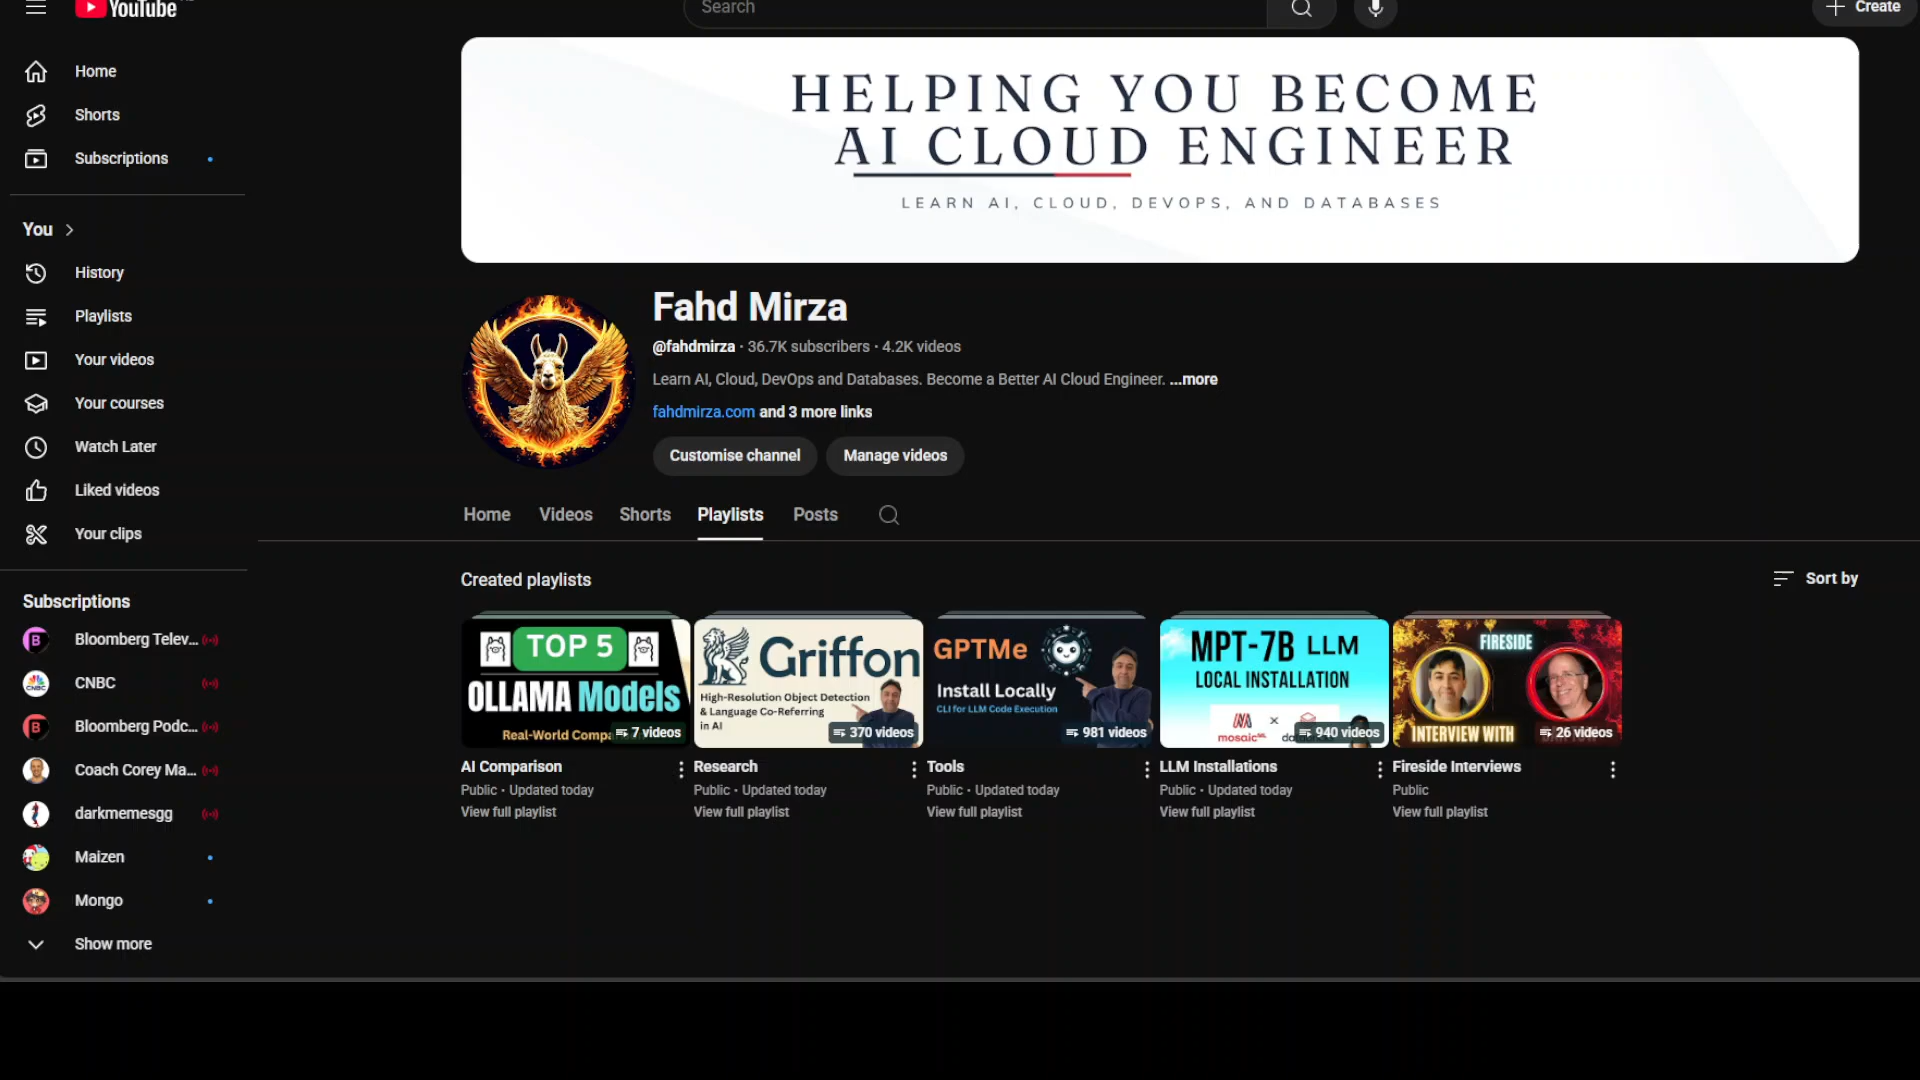 YouTube
Search
Create
Home
Shorts
Subscriptions
You
History
Playlists
Your videos
Your courses
Watch Later
Liked videos
Your clips
Subscriptions
Bloomberg Telev...
CNBC
Bloomberg Podc...
Coach Corey Ma...
darkmemesgg
Maizen
Mongo
Show more
HELPING YOU BECOME
AI CLOUD ENGINEER
LEARN AI, CLOUD, DEVOPS, AND DATABASES
Fahd Mirza
@fahdmirza · 36.7K subscribers · 4.2K videos
Learn AI, Cloud, DevOps and Databases. Become a Better AI Cloud Engineer. ...more
fahdmirza.com and 3 more links
Customise channel Manage videos
Home Videos Shorts Playlists Posts
Created playlists
Sort by
TOP 5
OLLAMA Models
Real-World Compa
7 videos
AI Comparison
Public · Updated today
View full playlist
Griffon
High-Resolution Object Detection
& Language Co-Referring
in AI
370 videos
Research
Public · Updated today
View full playlist
GPTMe
Install Locally
CLI for LLM Code Execution
981 videos
Tools
Public · Updated today
View full playlist
MPT-7B LLM
LOCAL INSTALLATION
mosaic
940 videos
LLM Installations
Public · Updated today
View full playlist
FIRESIDE
INTERVIEW WITH
26 videos
Fireside Interviews
Public
View full playlist